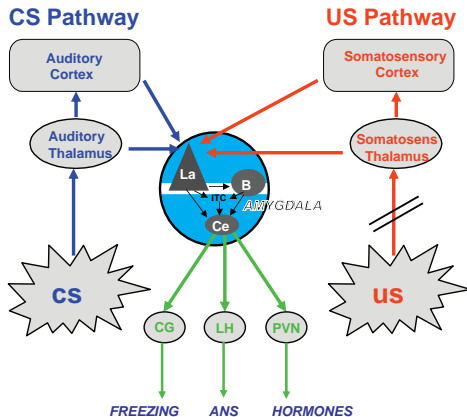 CS Pathway
US Pathway
Auditory
Cortex
Somatosensory
Cortex
Auditory
Thalamus
Somatosens
Thalamus
La
B
ITC
AMYGDALA
Ce
cs
us
CG
LH
PVN
FREEZING
ANS
HORMONES